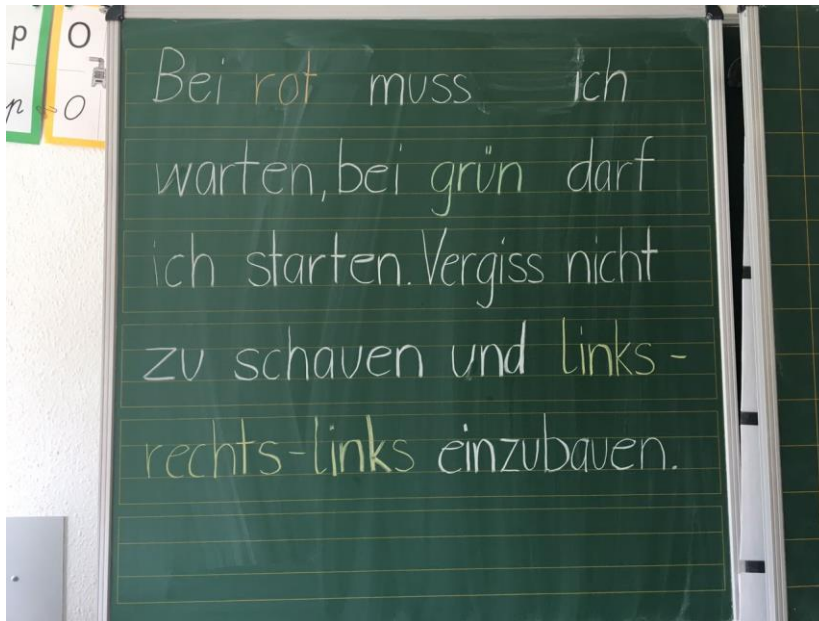 p O
p O
Bei rot muss ich
warten, bei grün darf
ich starten. Vergiss nicht
zu schauen und links-
rechts-links einzubauen.